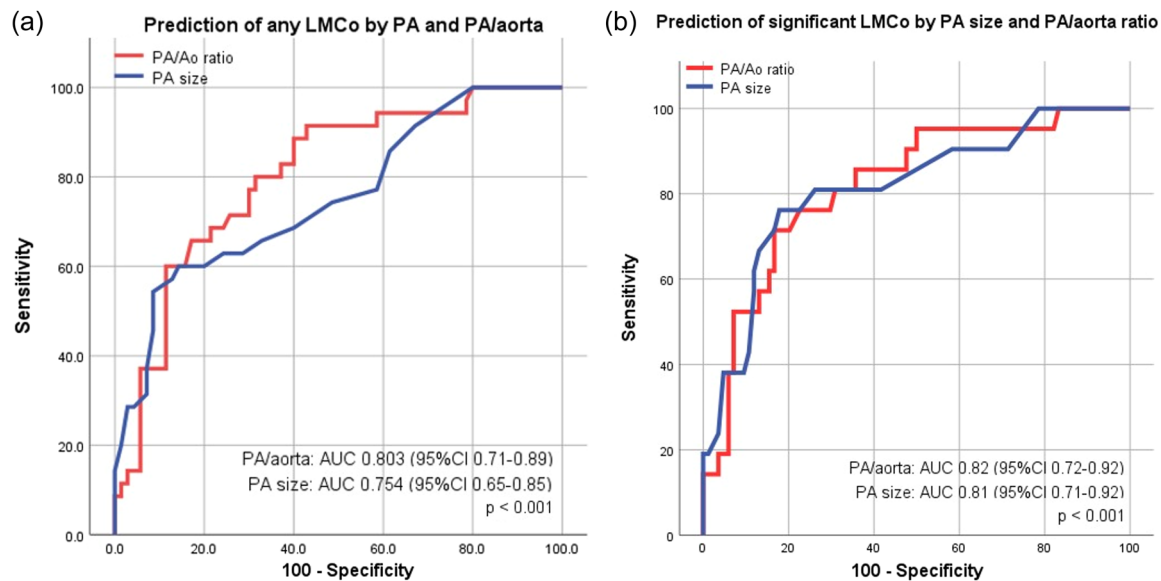 (a)
Prediction of any LMCo by PA and PA/aorta
PA/Ao ratio
PA size
100.0
80.0
60.0
40.0
20.0
0.0
Sensitivity
PA/aorta: AUC 0.803 (95%CI 0.71-0.89)
PA size: AUC 0.754 (95%CI 0.65-0.85)
p < 0.001
0.0 20.0 40.0 60.0 80.0 100.0
100 - Specificity
(b)
Prediction of significant LMCo by PA size and PA/aorta ratio
PA/Ao ratio
PA size
100
80
60
40
20
0
Sensitivity
PA/aorta: AUC 0.82 (95%CI 0.72-0.92)
PA size: AUC 0.81 (95%CI 0.71-0.92)
p < 0.001
0 20 40 60 80 100
100 - Specificity